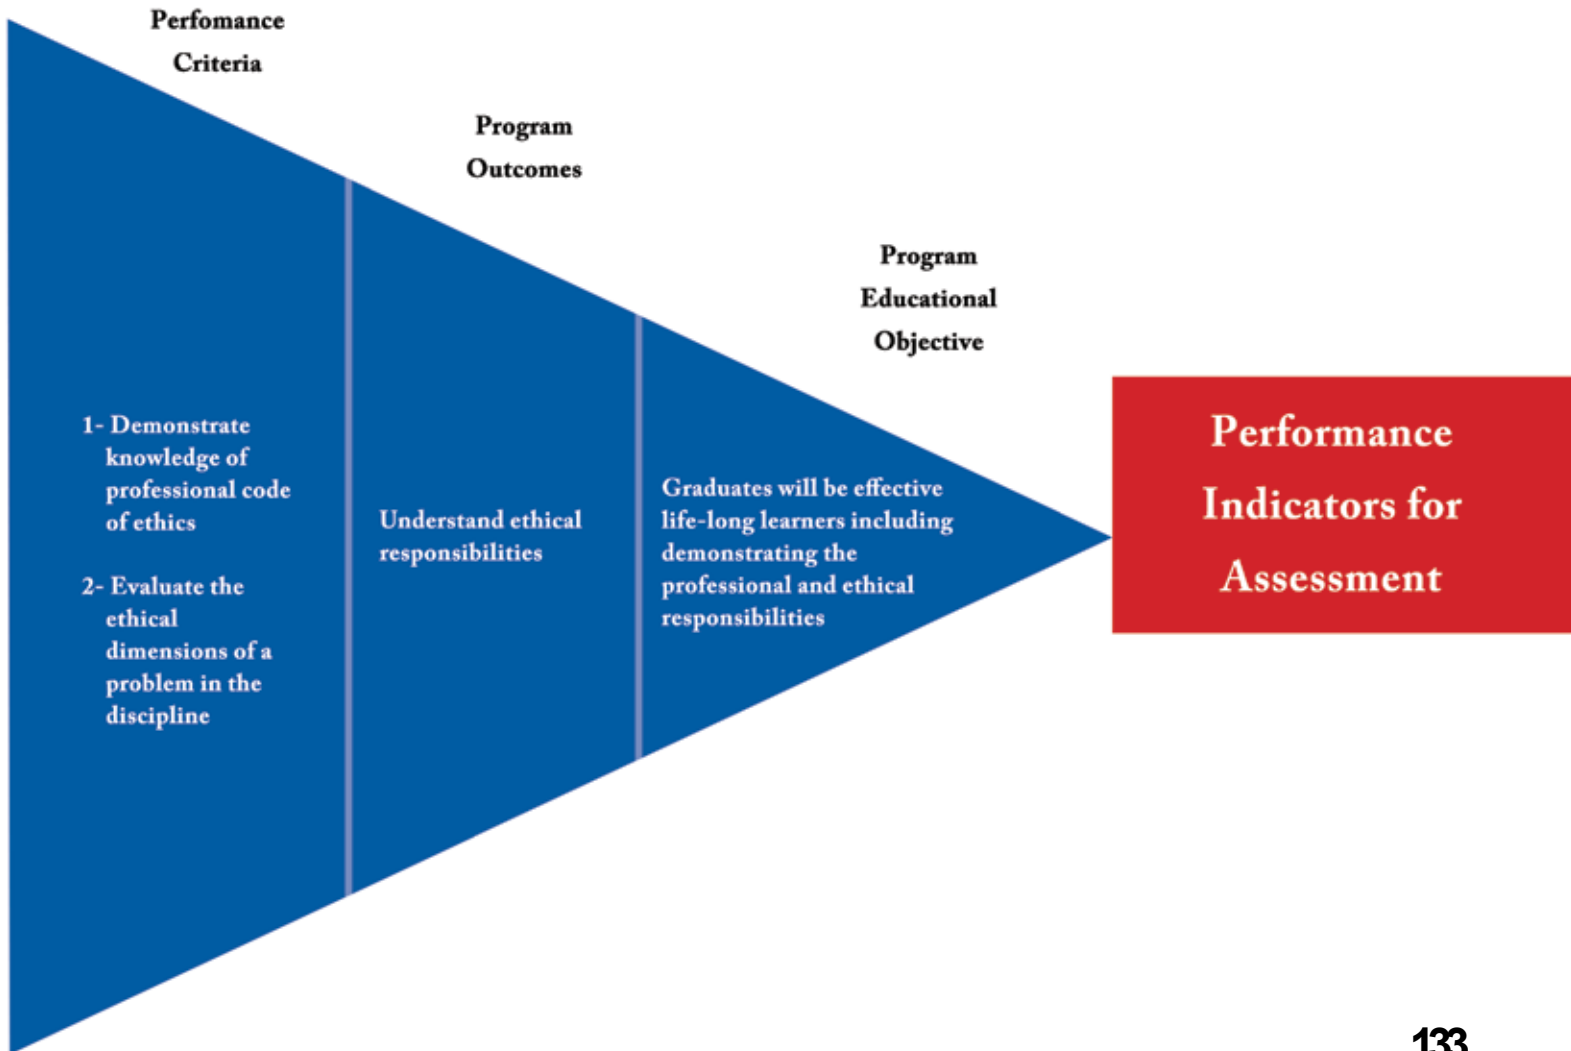 Perfomance
Criteria
Program
Outcomes
Program
Educational
Objective
1- Demonstrate
knowledge of
professional code
of ethics
2- Evaluate the
ethical
dimensions of a
problem in the
discipline
Understand ethical
responsibilities
Graduates will be effective
life-long learners including
demonstrating the
professional and ethical
responsibilities
Performance
Indicators for
Assessment
133